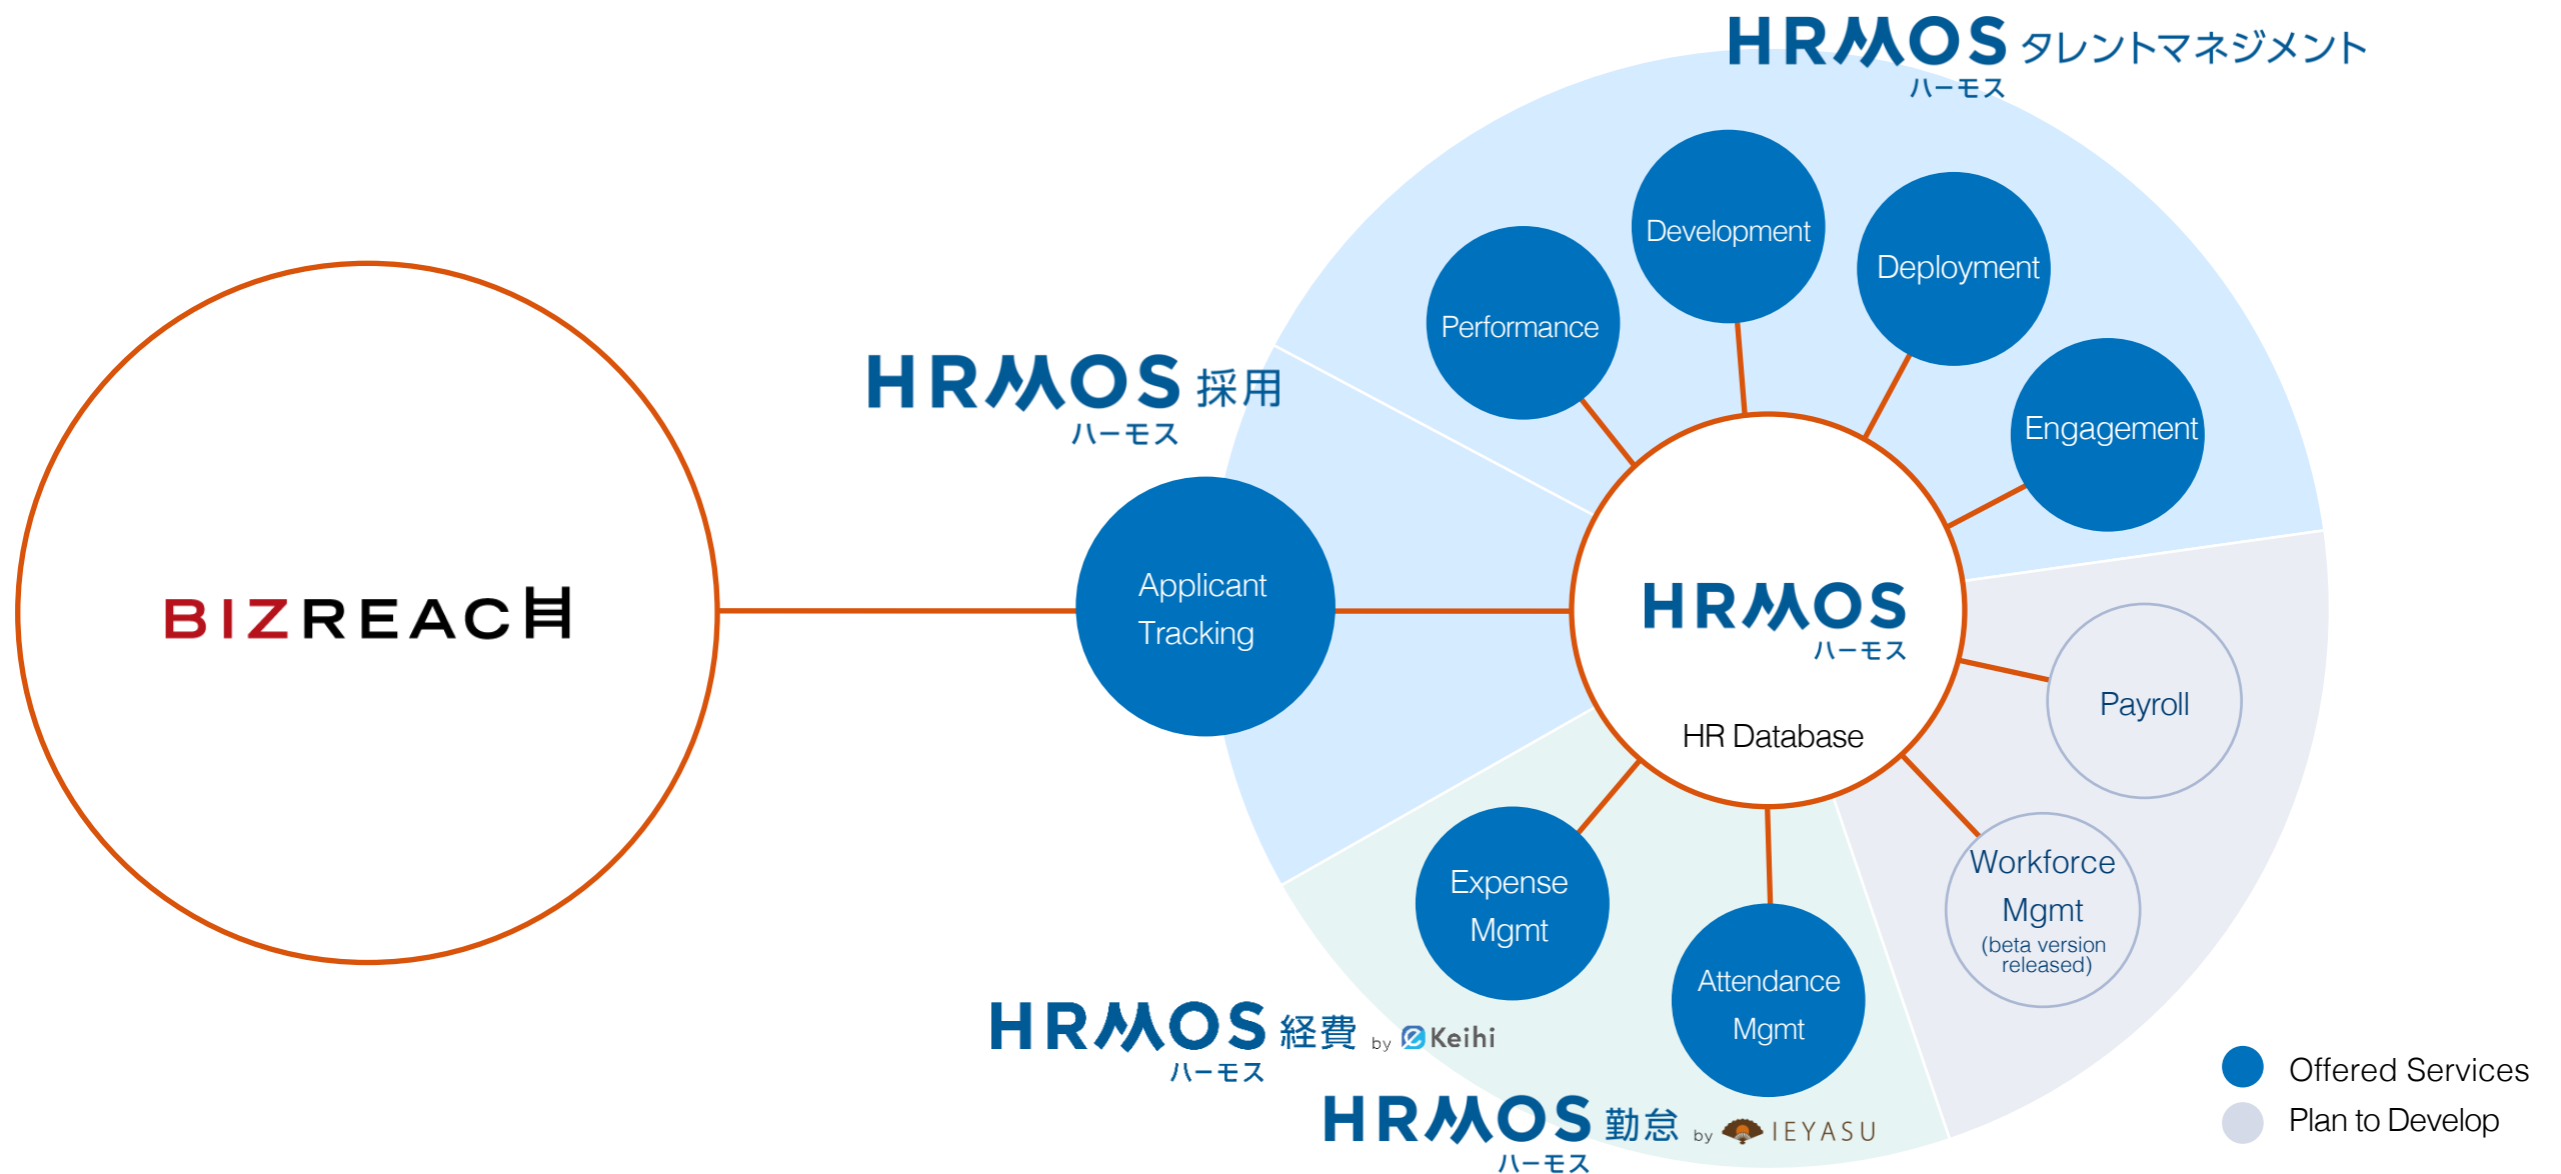 HRMOS タレントマネジメント
ハーモス
Development
Deployment
Performance
Engagement
HRMOS 採用
ハーモス
Applicant
Tracking
BIZREACH
HRMOS
ハーモス
HR Database
Payroll
Workforce
Mgmt
(beta version
released)
Expense
Mgmt
Attendance
Mgmt
HRMOS 経費 by eKeihi
ハーモス
HRMOS 勤怠 by IEYASU
ハーモス
Offered Services
Plan to Develop